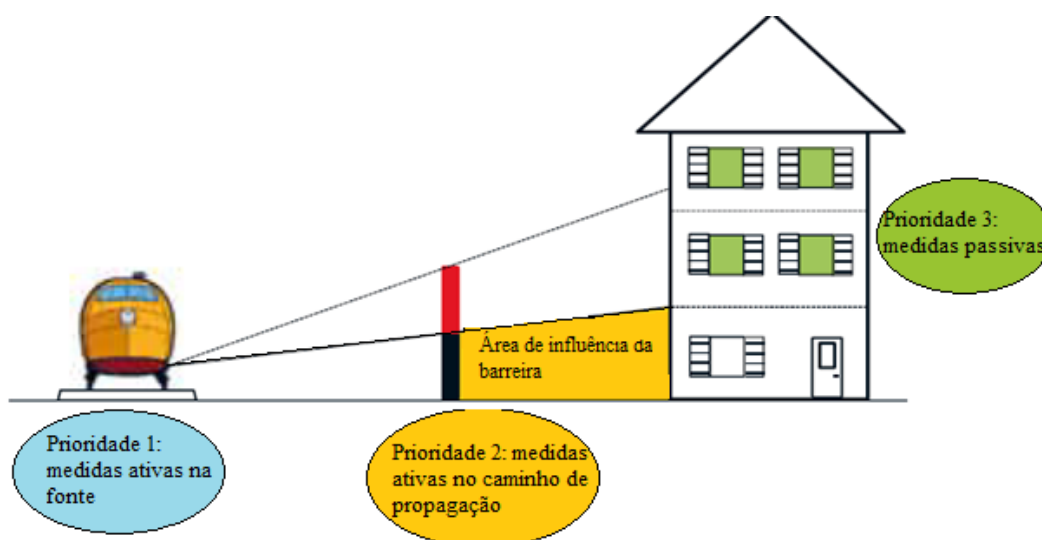 Prioridade 3:
medidas passivas
Área de influência da
barreira
Prioridade 1:
medidas ativas na
fonte
Prioridade 2: medidas
ativas no caminho de
propagação